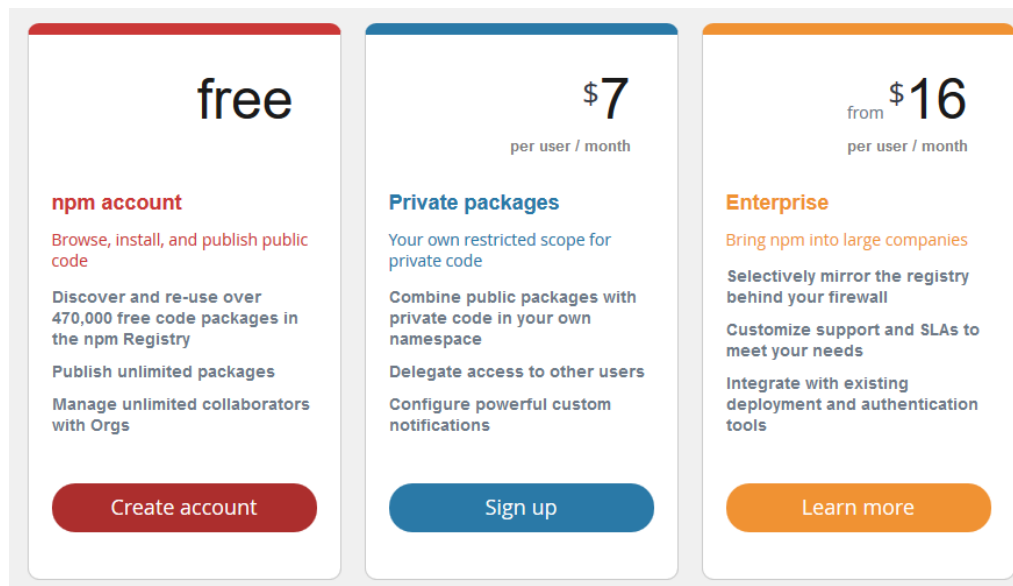 free
npm account
Browse, install, and publish public
code
Discover and re-use over
470,000 free code packages in
the npm Registry
Publish unlimited packages
Manage unlimited collaborators
with Orgs
Create account
$7
per user / month
Private packages
Your own restricted scope for
private code
Combine public packages with
private code in your own
namespace
Delegate access to other users
Configure powerful custom
notifications
Sign up
from $16
per user / month
Enterprise
Bring npm into large companies
Selectively mirror the registry
behind your firewall
Customize support and SLAs to
meet your needs
Integrate with existing
deployment and authentication
tools
Learn more